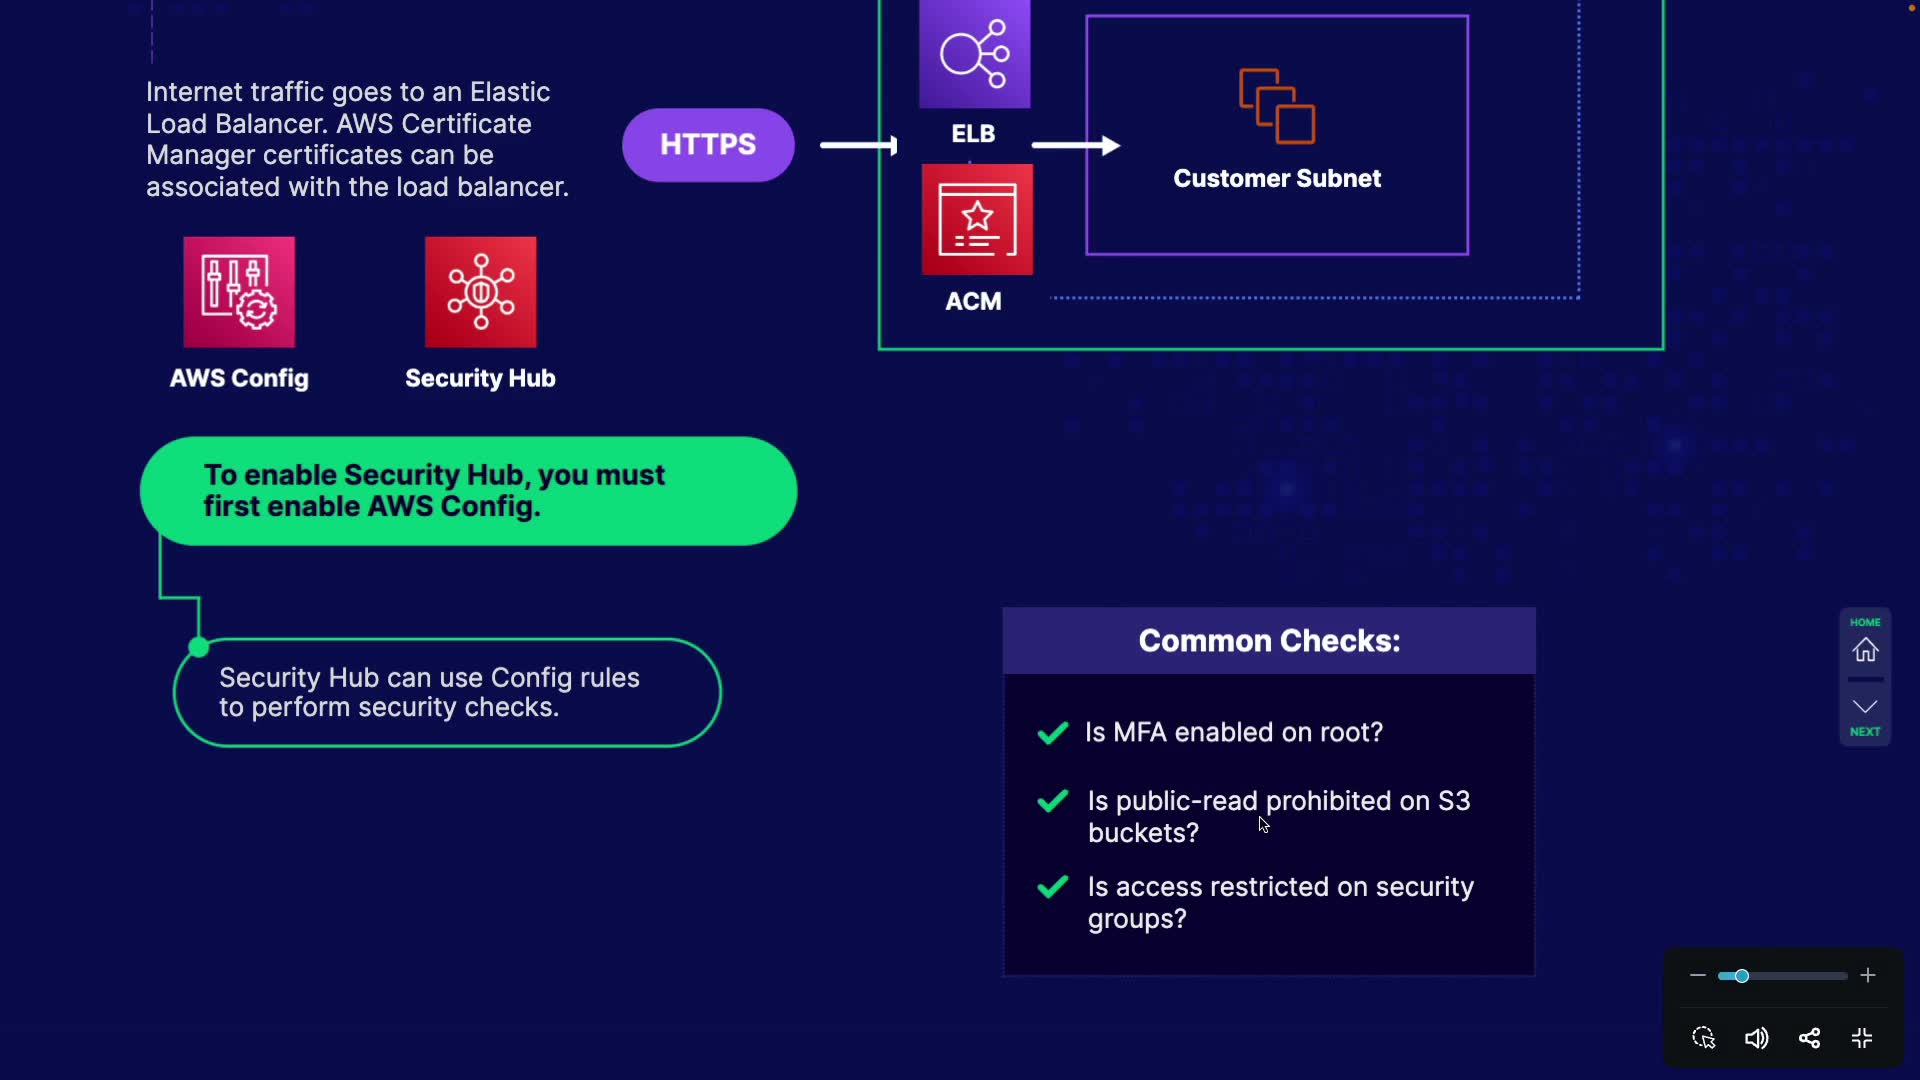 Internet traffic goes to an Elastic
Load Balancer. AWS Certificate
Manager certificates can be
associated with the load balancer.
HTTPS
ELB
ACM
Customer Subnet
AWS Config
Security Hub
To enable Security Hub, you must
first enable AWS Config.
Security Hub can use Config rules
to perform security checks.
Common Checks:
Is MFA enabled on root?
Is public-read prohibited on S3
buckets?
Is access restricted on security
groups?
HOME
NEXT